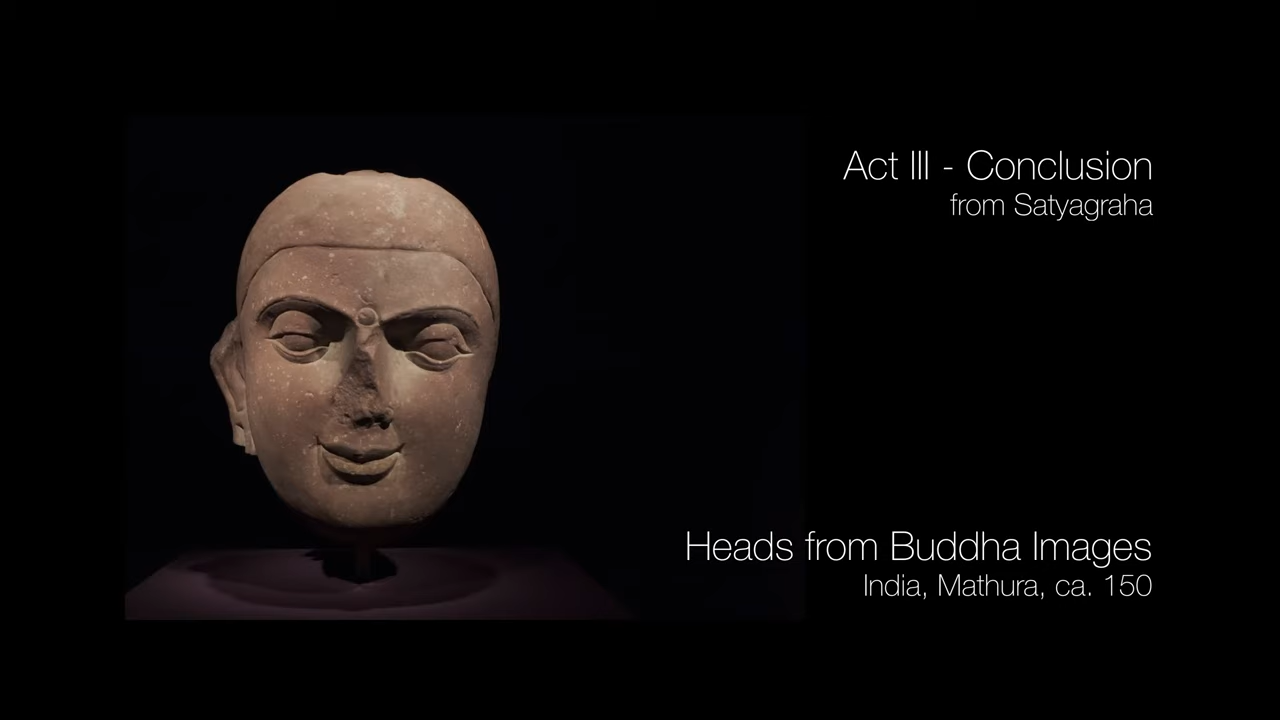 Act III - Conclusion
from Satyagraha
Heads from Buddha Images
India, Mathura, ca. 150